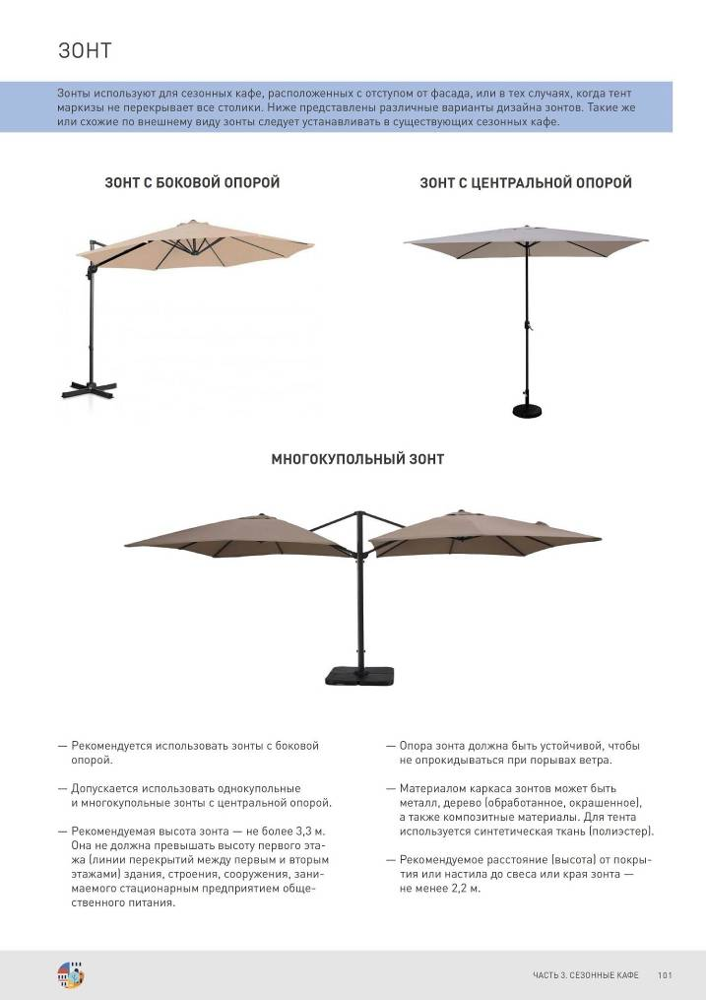 ЗОНТ
Зонты используют для сезонных кафе, расположенных с отступом от фасада, или в тех случаях, когда тент
маркизы не перекрывает все столики. Ниже представлены различные варианты дизайна зонтов. Такие же
или схожие по внешнему виду зонты следует устанавливать в существующих сезонных кафе.
ЗОНТ С БОКОВОЙ ОПОРОЙ
ЗОНТ С ЦЕНТРАЛЬНОЙ ОПОРОЙ
МНОГОКУПОЛЬНЫЙ ЗОНТ
— Рекомендуется использовать зонты с боковой
опорой.
— Допускается использовать однокупольные
и многокупольные зонты с центральной опорой.
— Рекомендуемая высота зонта — не более 3,3 м.
Она не должна превышать высоту первого эта-
жа (линии перекрытий между первым и вторым
этажами) здания, строения, сооружения, зани-
маемого стационарным предприятием обще-
ственного питания.
— Опора зонта должна быть устойчивой, чтобы
не опрокидываться при порывах ветра.
— Материалом каркаса зонтов может быть
металл, дерево (обработанное, окрашенное),
а также композитные материалы. Для тента
используется синтетическая ткань (полиэстер).
— Рекомендуемое расстояние (высота) от покры-
тия или настила до свеса или края зонта —
не менее 2,2 м.
ЧАСТЬ 3. СЕЗОННЫЕ КАФЕ 101